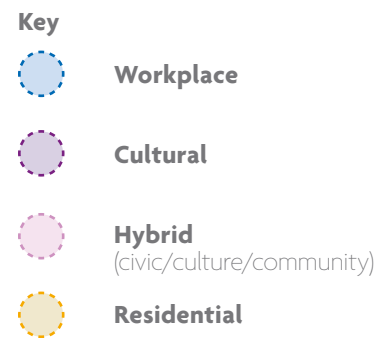 Key
Workplace
Cultural
Hybrid
(civic/culture/community)
Residential